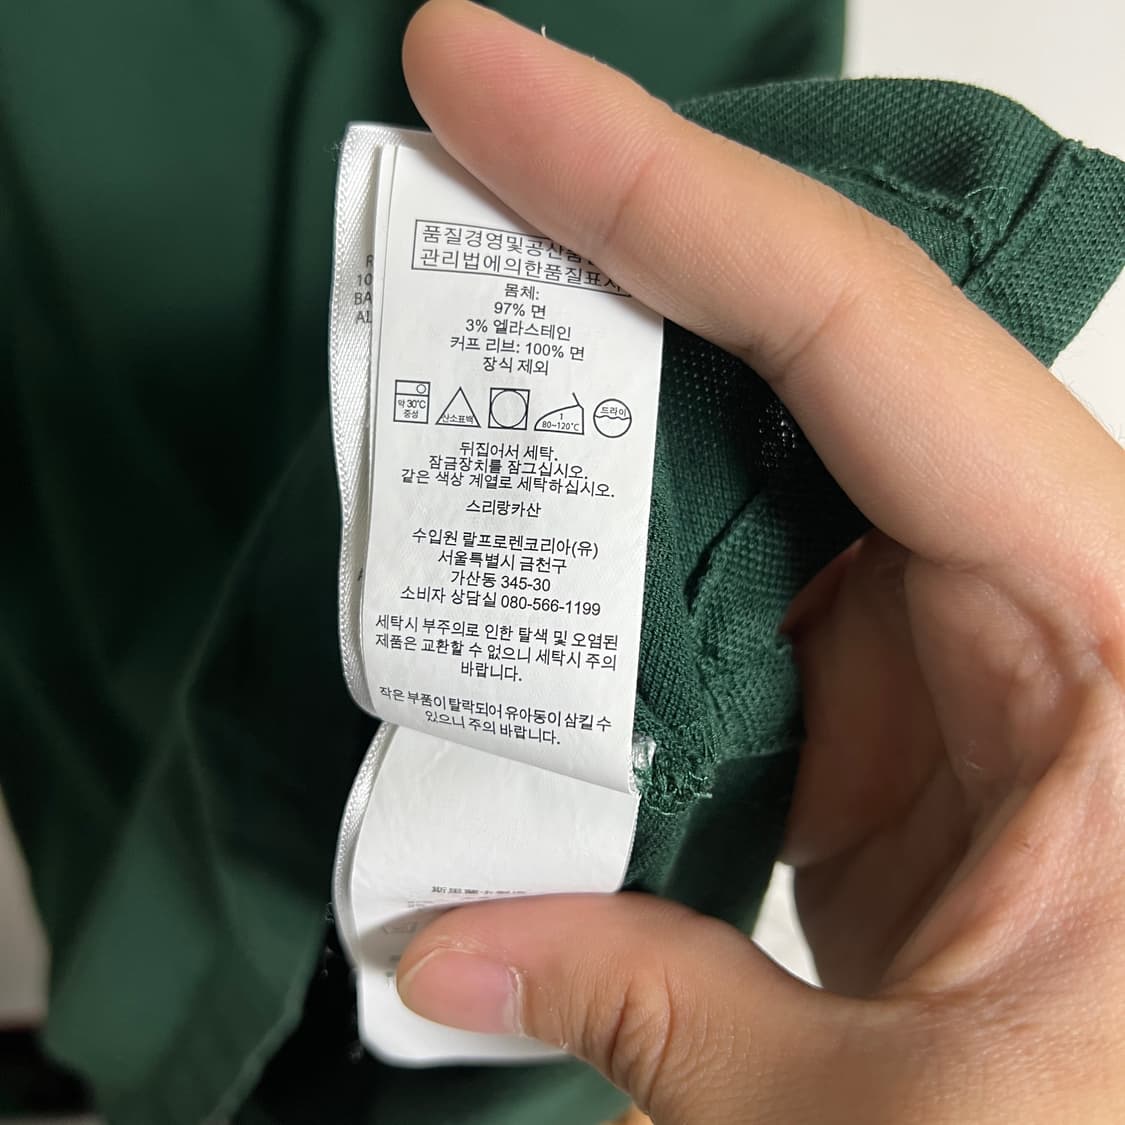 품질경영및공산품
관리법에의한품질표시
몸체:
97% 면
3% 엘라스테인
커프 리브: 100% 면
장식 제외
약 30℃
중성
산소표백
1
80~120℃
드라이
뒤집어서 세탁.
잠금장치를 잠그십시오.
같은 색상 계열로 세탁하십시오.
스리랑카산
수입원 랄프로렌코리아(유)
서울특별시 금천구
가산동 345-30
소비자 상담실 080-566-1199
세탁시 부주의로 인한 탈색 및 오염된
제품은 교환할 수 없으니 세탁시 주의
바랍니다.
작은 부품이 탈락되어 유아동이 삼킬 수
있으니 주의 바랍니다.
10
BA
AL